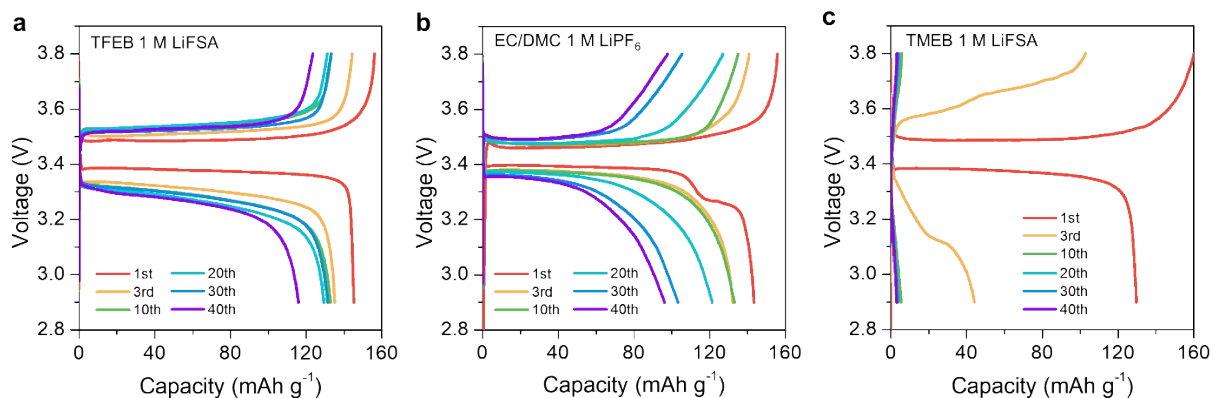 a
TFEB 1 M LiFSA
Voltage (V)
3.8
3.6
3.4
3.2
3.0
2.8
1st
3rd
10th
20th
30th
40th
0 40 80 120 160
Capacity (mAh g⁻¹)
b
EC/DMC 1 M LiPF₆
Voltage (V)
3.8
3.6
3.4
3.2
3.0
2.8
1st
3rd
10th
20th
30th
40th
0 40 80 120 160
Capacity (mAh g⁻¹)
c
TMEB 1 M LiFSA
Voltage (V)
3.8
3.6
3.4
3.2
3.0
2.8
1st
3rd
10th
20th
30th
40th
0 40 80 120 160
Capacity (mAh g⁻¹)